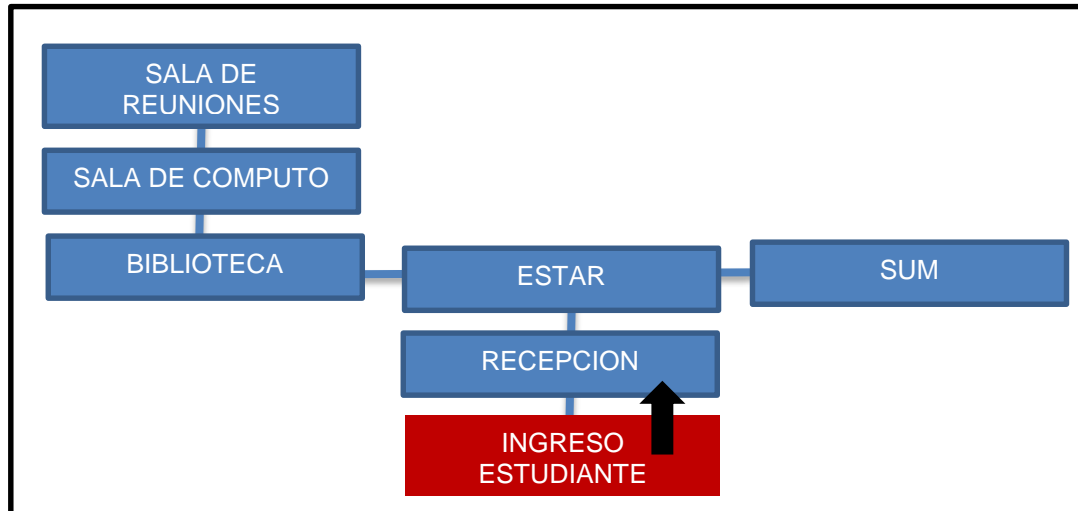 SALA DE
REUNIONES
SALA DE COMPUTO
BIBLIOTECA
ESTAR
SUM
RECEPCION
INGRESO
ESTUDIANTE